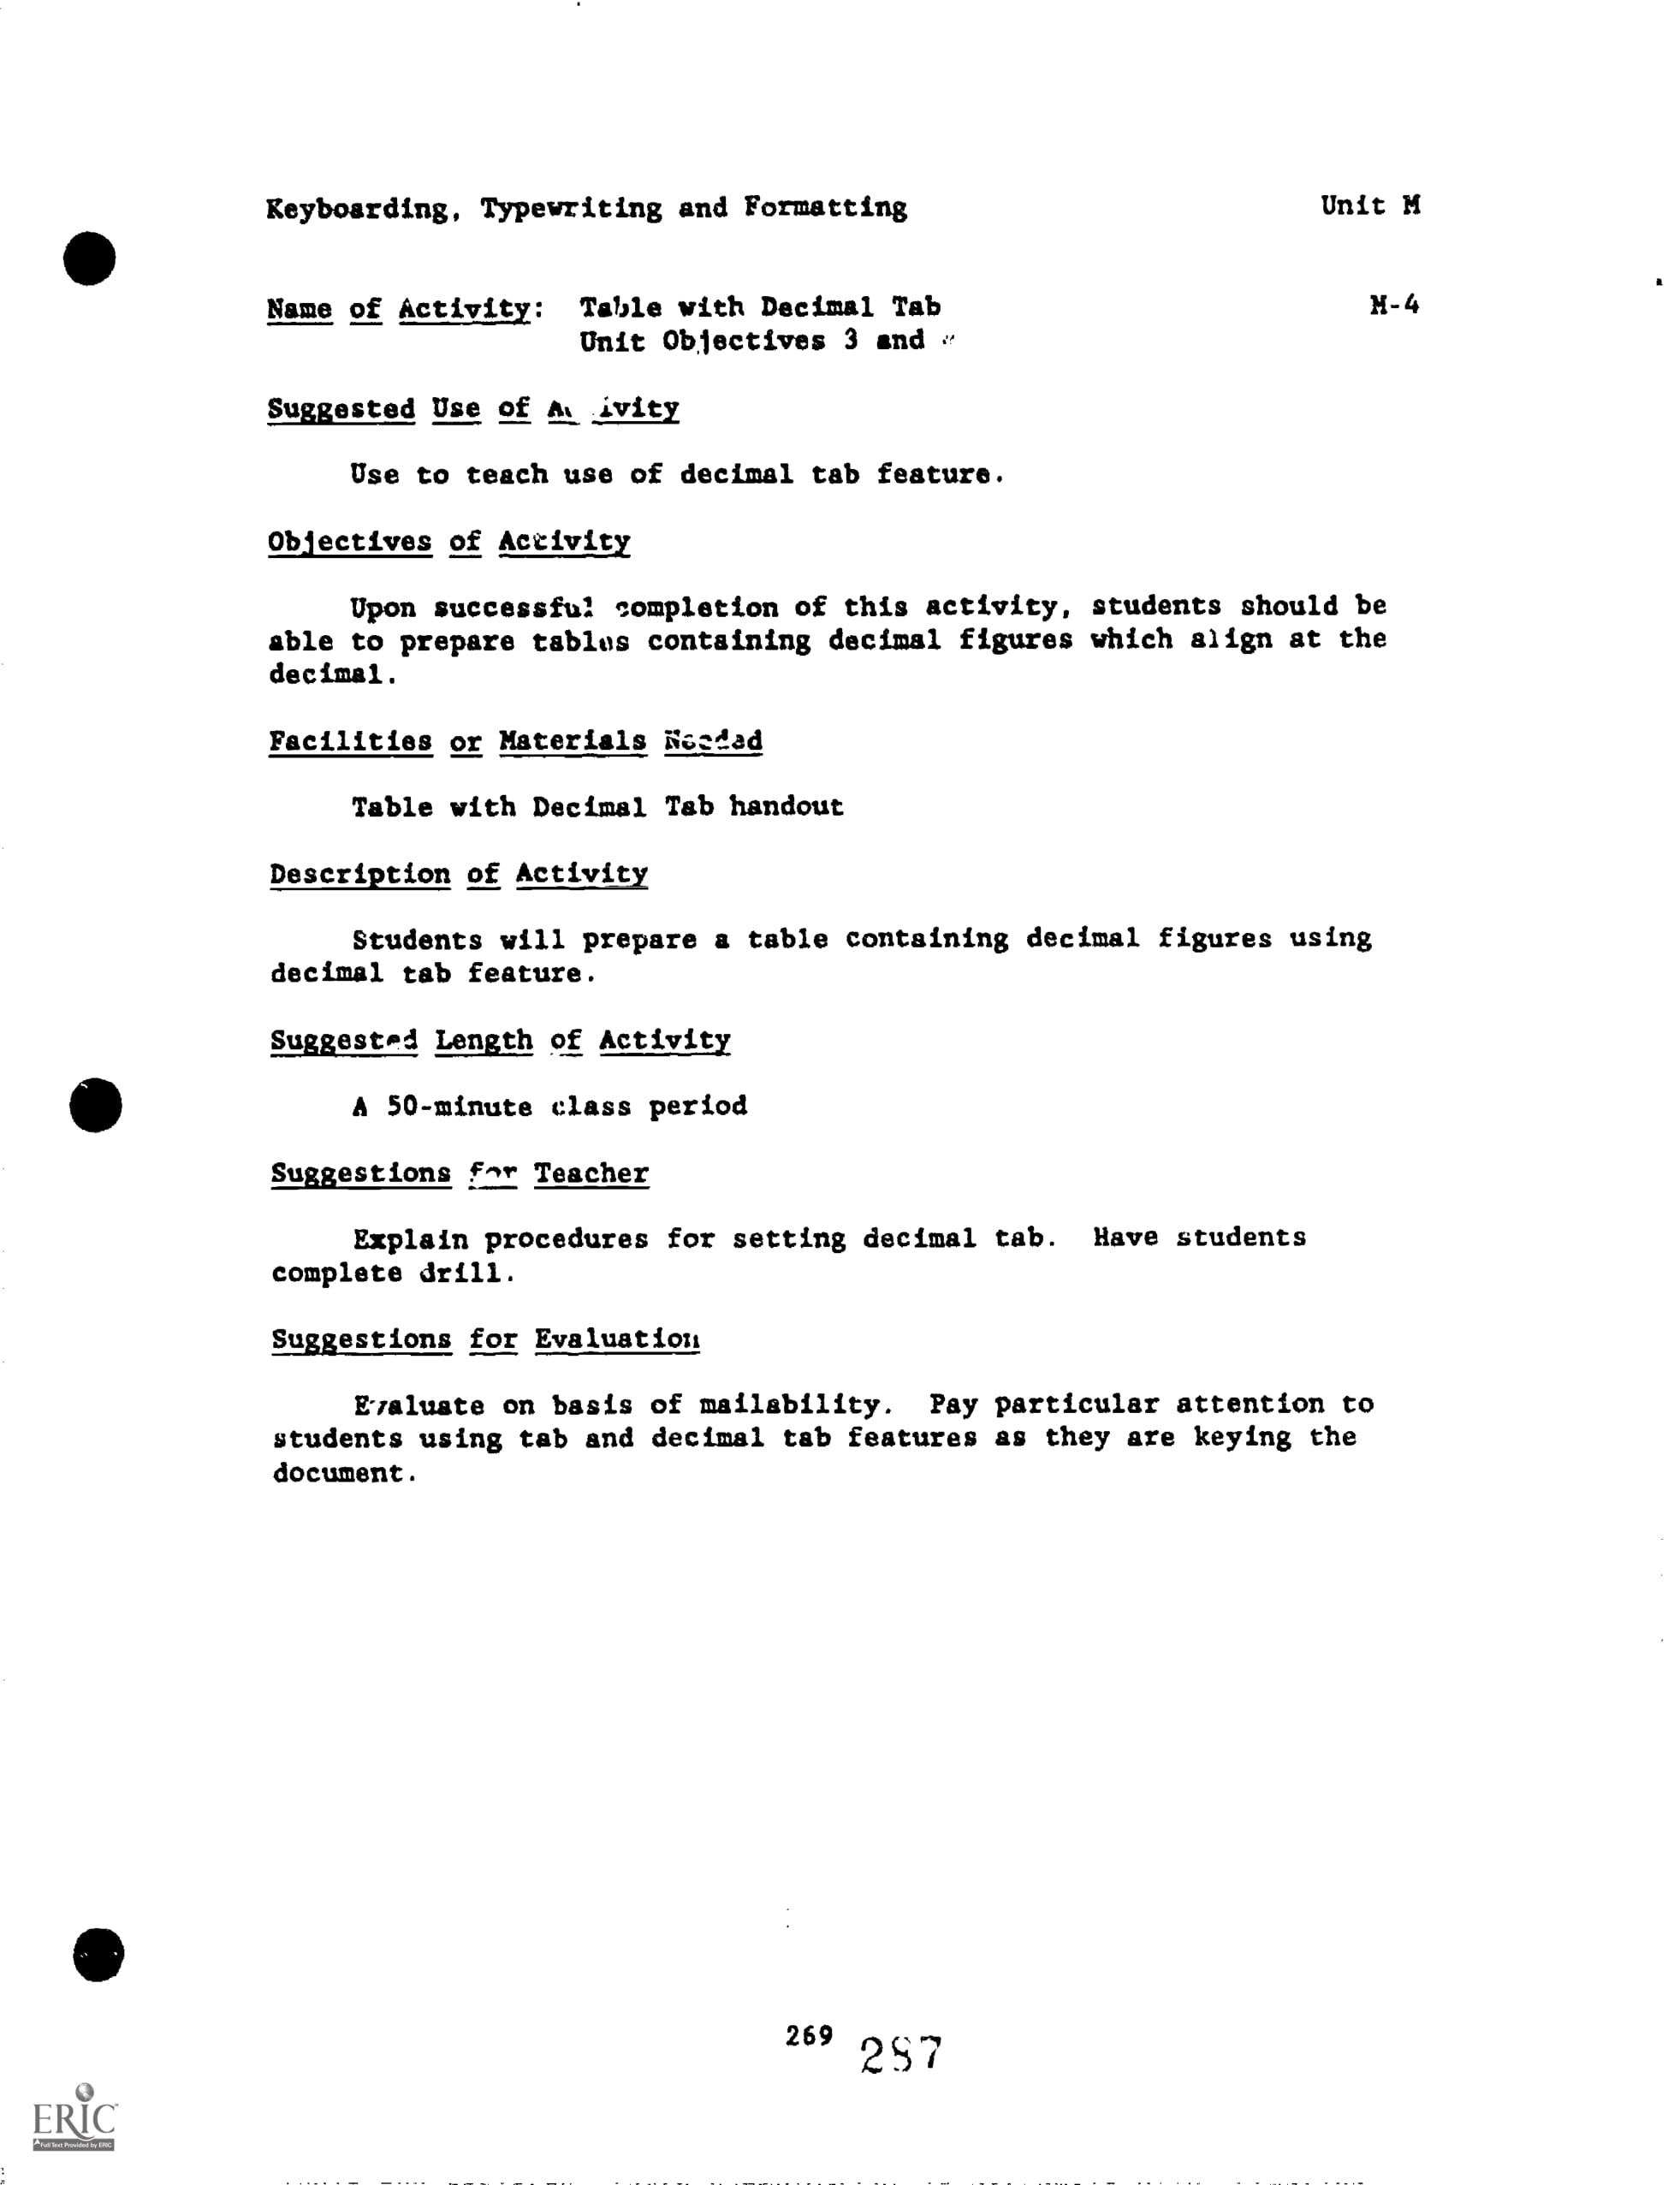 Keyboarding, Typewriting and Formatting Unit M
Name of Activity: Table with Decimal Tab M-4
Unit Objectives 3 and
Suggested Use of Activity
Use to teach use of decimal tab feature.
Objectives of Activity
Upon successful completion of this activity, students should be
able to prepare tables containing decimal figures which align at the
decimal.
Facilities or Materials Needed
Table with Decimal Tab handout
Description of Activity
Students will prepare a table containing decimal figures using
decimal tab feature.
Suggested Length of Activity
A 50-minute class period
Suggestions for Teacher
Explain procedures for setting decimal tab. Have students
complete drill.
Suggestions for Evaluation
Evaluate on basis of mailability. Pay particular attention to
students using tab and decimal tab features as they are keying the
document.
269 287
ERIC
Full Text Provided by ERIC